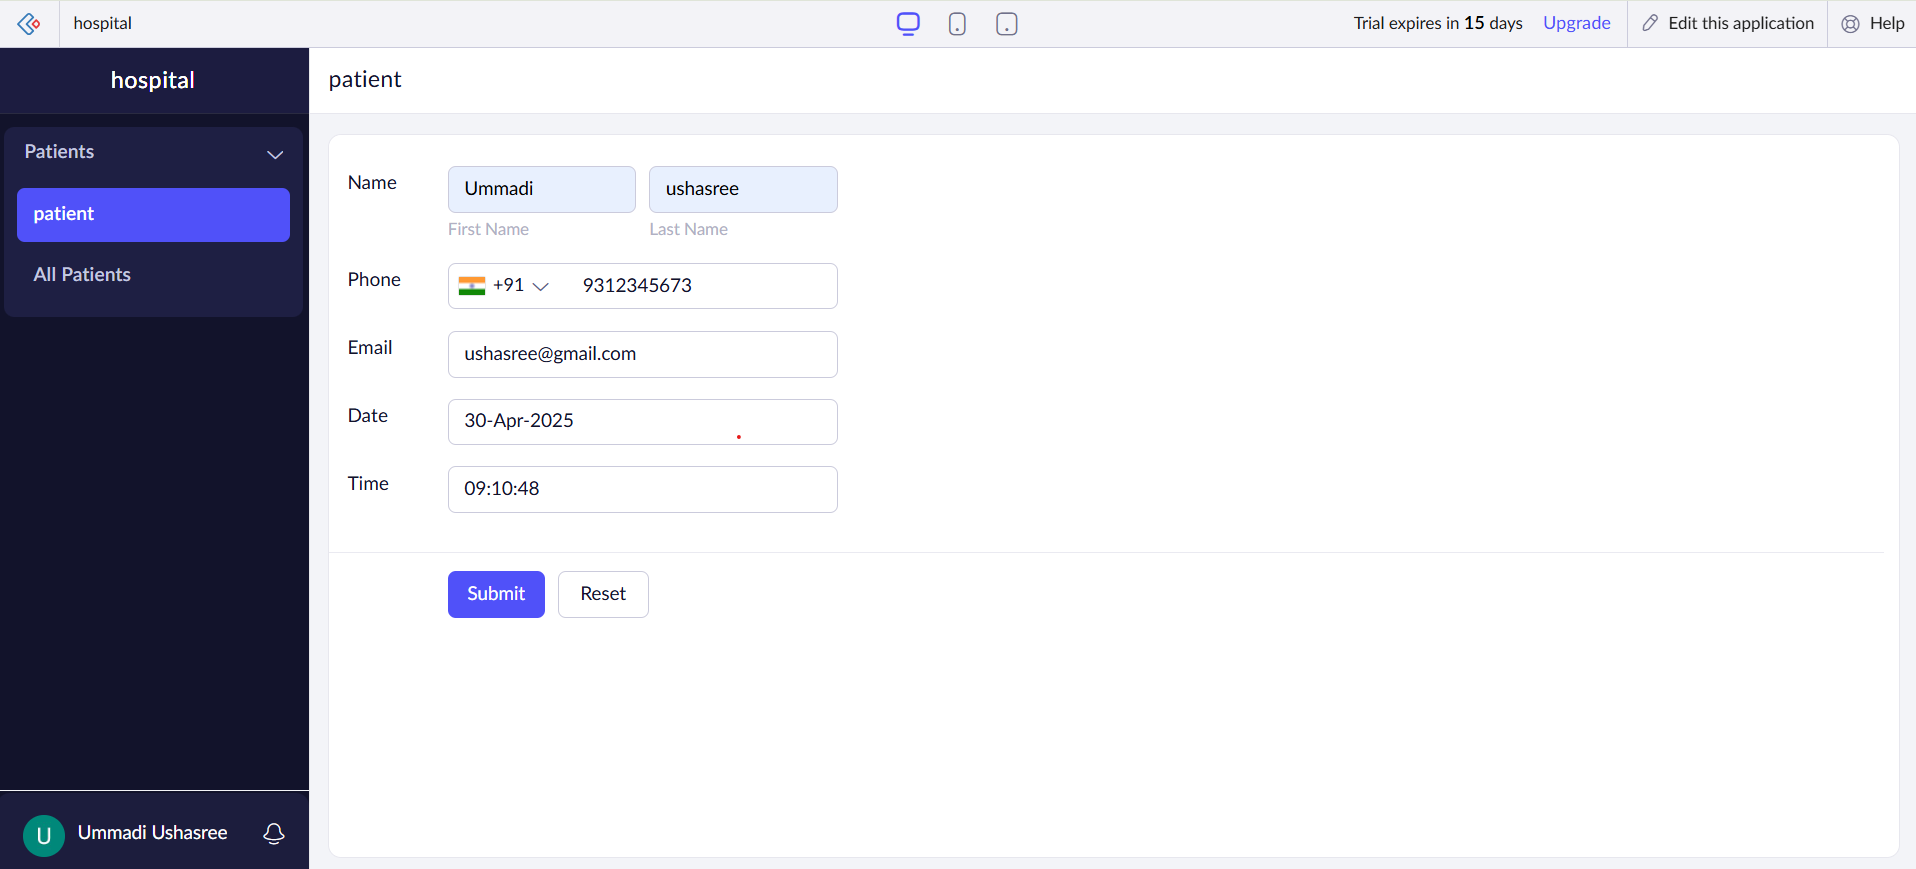 hospital
Trial expires in 15 days Upgrade Edit this application Help
hospital
patient
Patients
patient
All Patients
Name Ummadi ushasree
First Name Last Name
Phone +91 9312345673
Email ushasree@gmail.com
Date 30-Apr-2025
Time 09:10:48
Submit Reset
U Ummadi Ushasree